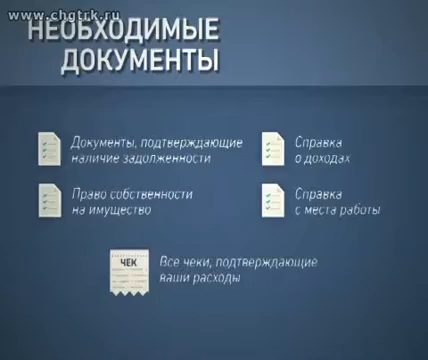 www.chgtrk.ru
НЕОБХОДИМЫЕ
ДОКУМЕНТЫ
Документы, подтверждающие
наличие задолженности
Справка
о доходах
Право собственности
на имущество
Справка
с места работы
ЧЕК
Все чеки, подтверждающие
ваши расходы